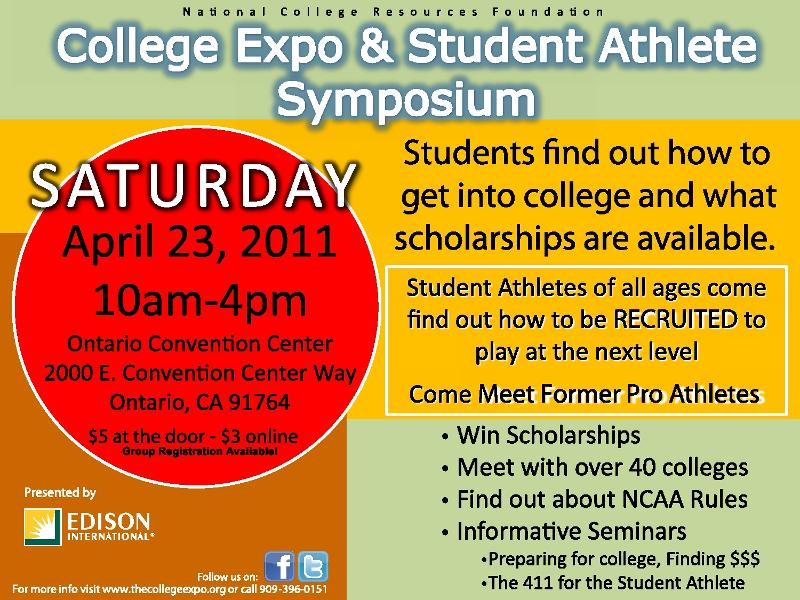 National College Resources Foundation
College Expo & Student Athlete
Symposium
SATURDAY
April 23, 2011
10am-4pm
Ontario Convention Center
2000 E. Convention Center Way
Ontario, CA 91764
$5 at the door - $3 online
Group Registration Available!
Students find out how to
get into college and what
scholarships are available.
Student Athletes of all ages come
find out how to be RECRUITED to
play at the next level
Come Meet Former Pro Athletes
• Win Scholarships
• Meet with over 40 colleges
• Find out about NCAA Rules
• Informative Seminars
•Preparing for college, Finding $$$
•The 411 for the Student Athlete
Presented by
EDISON
INTERNATIONAL®
Follow us on:
For more info visit www.thecollegeexpo.org or call 909-396-0151